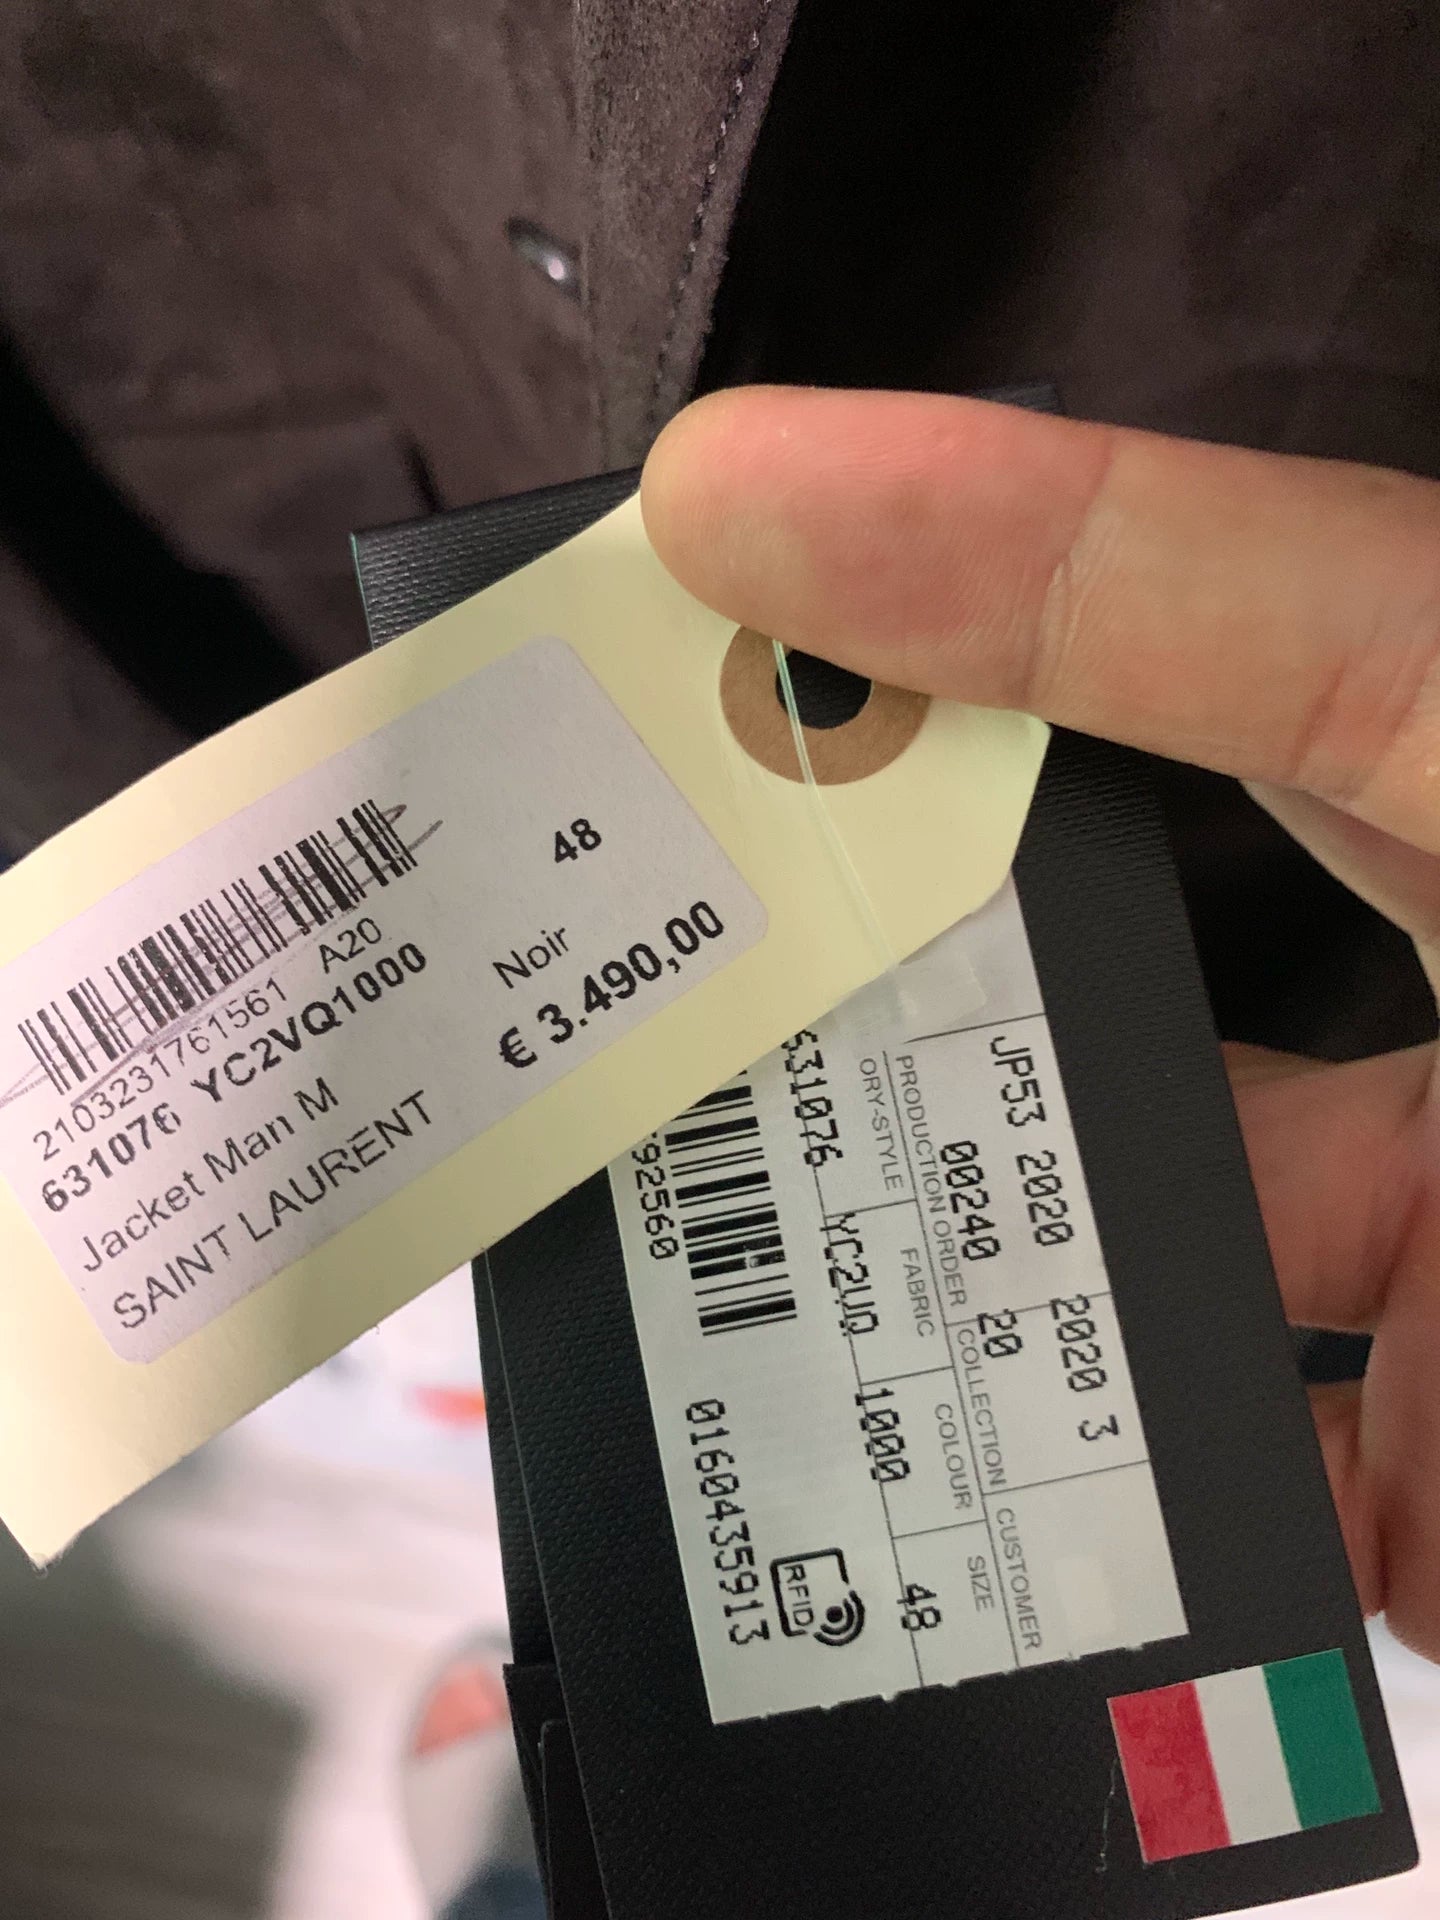 48
2103231761561 A20
Noir
631076 YC2VQ1000
€ 3.490,00
Jacket Man M
SAINT LAURENT
JP53 2020 2020 3
PRODUCTION ORDER COLLECTION CUSTOMER
00240 20
ORY-STYLE FABRIC COLOUR SIZE
631076 YC2VQ 1000 48
RFID
92560 0160435913